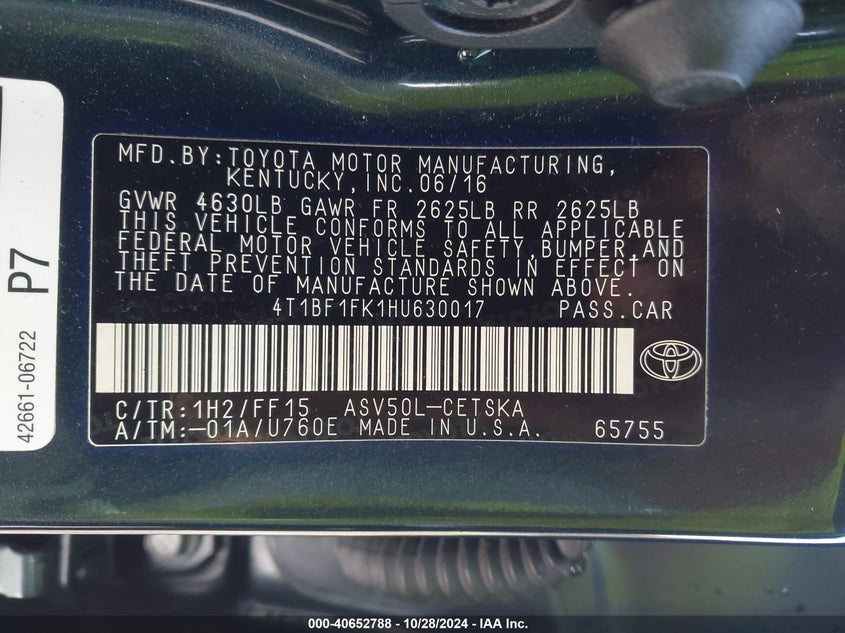 MFD.BY:TOYOTA MOTOR MANUFACTURING,
KENTUCKY,INC.06/16
GVWR 4630LB GAWR FR 2625LB RR 2625LB
THIS VEHICLE CONFORMS TO ALL APPLICABLE
FEDERAL MOTOR VEHICLE SAFETY,BUMPER,AND
THEFT PREVENTION STANDARDS IN EFFECT ON
THE DATE OF MANUFACTURE SHOWN ABOVE.
4T1BF1FK1HU630017 PASS.CAR
C/TR:1H2/FF15 ASV50L-CETSKA
A/TM:-01A/U760E MADE IN U.S.A. 65755
P7
42661-06722
000-40652788 - 10/28/2024 - IAA Inc.